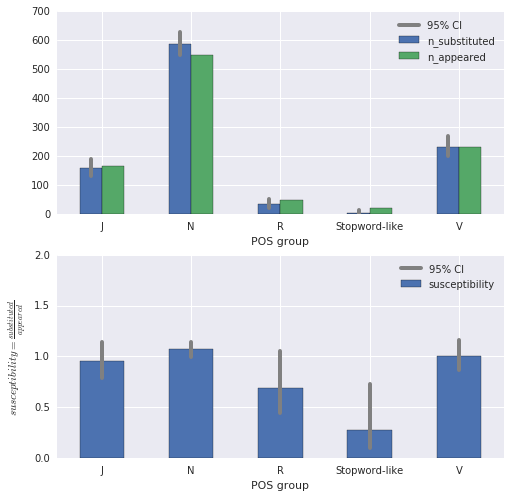 700
600
500
400
300
200
100
0
95% CI
n_substituted
n_appeared
J N R Stopword-like V
POS group
2.0
1.5
1.0
0.5
0.0
susceptibility = substituted/appeared
95% CI
susceptibility
J N R Stopword-like V
POS group